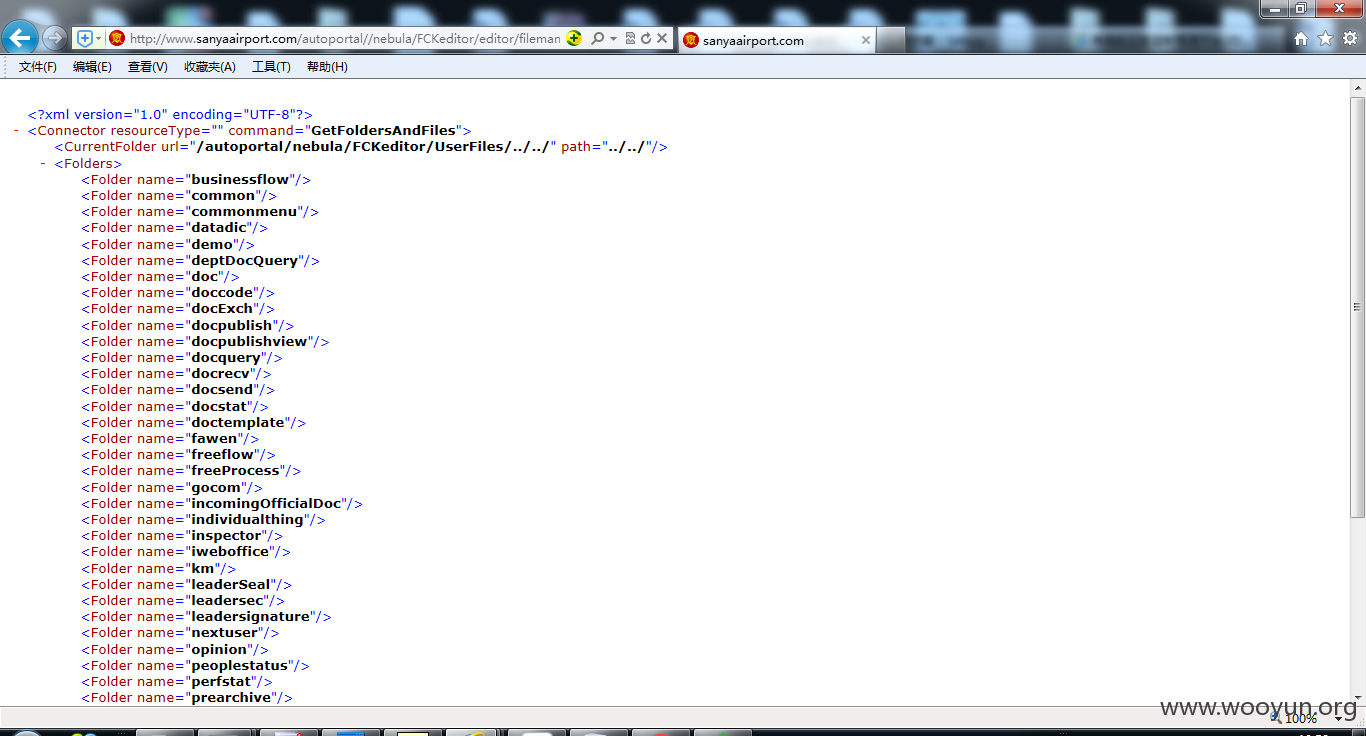 http://www.sanyaairport.com/autoportal//nebula/FCKeditor/editor/fileman
sanyaairport.com
文件(F) 编辑(E) 查看(V) 收藏夹(A) 工具(T) 帮助(H)
<?xml version="1.0" encoding="UTF-8"?>
- <Connector resourceType="" command="GetFoldersAndFiles">
<CurrentFolder url="/autoportal/nebula/FCKeditor/UserFiles/../../" path="../../"/>
- <Folders>
<Folder name="businessflow"/>
<Folder name="common"/>
<Folder name="commonmenu"/>
<Folder name="datadic"/>
<Folder name="demo"/>
<Folder name="deptDocQuery"/>
<Folder name="doc"/>
<Folder name="doccode"/>
<Folder name="docExch"/>
<Folder name="docpublish"/>
<Folder name="docpublishview"/>
<Folder name="docquery"/>
<Folder name="docrecv"/>
<Folder name="docsend"/>
<Folder name="docstat"/>
<Folder name="doctemplate"/>
<Folder name="fawen"/>
<Folder name="freeflow"/>
<Folder name="freeProcess"/>
<Folder name="gocom"/>
<Folder name="incomingOfficialDoc"/>
<Folder name="individualthing"/>
<Folder name="inspector"/>
<Folder name="iweboffice"/>
<Folder name="km"/>
<Folder name="leaderSeal"/>
<Folder name="leadersec"/>
<Folder name="leadersignature"/>
<Folder name="nextuser"/>
<Folder name="opinion"/>
<Folder name="peoplestatus"/>
<Folder name="perfstat"/>
<Folder name="prearchive"/>
www.wooyun.org
100%